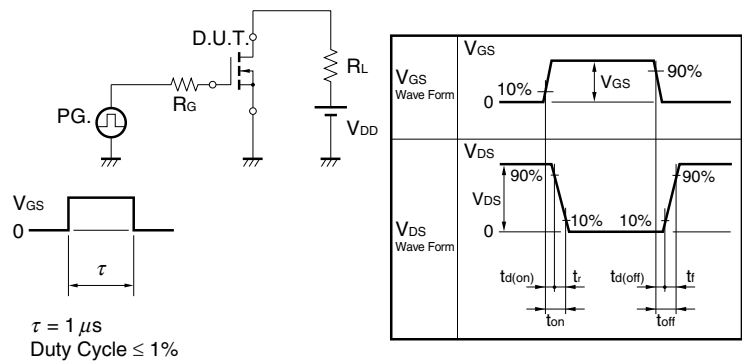 D.U.T.
RL
RG
PG.
VDD
VGS
0
τ
τ = 1 μs
Duty Cycle ≤ 1%
VGS
Wave Form
VGS
10%
VGS
90%
0
VDS
Wave Form
VDS
90%
90%
VDS
10%
10%
0
td(on)
tr
td(off)
tf
ton
toff